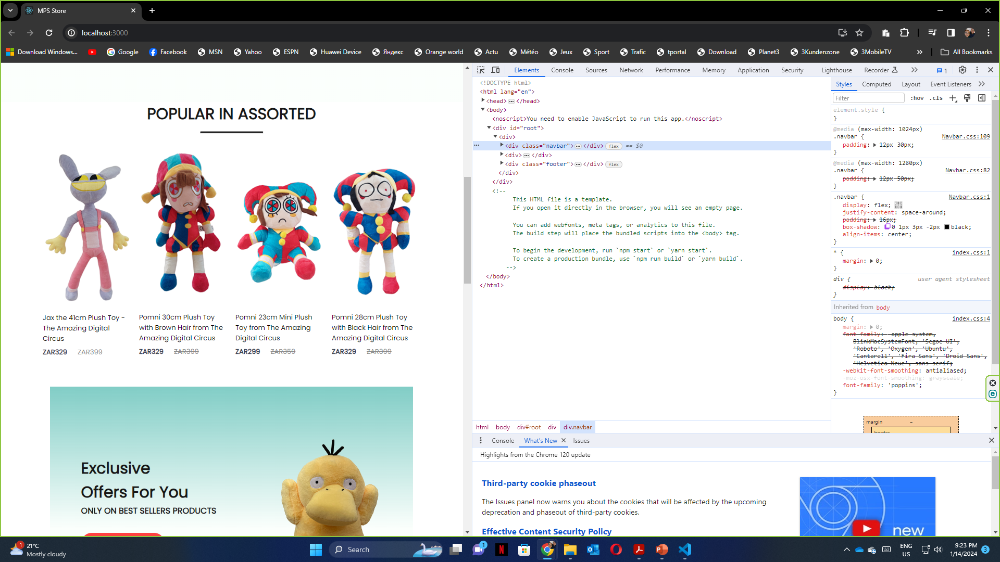 MPS Store
localhost:3000
Download Windows...
Google
Facebook
MSN
Yahoo
ESPN
Huawei Device
Яндекс
Orange world
Actu
Météo
Jeux
Sport
Trafic
tportal
Download
Planet3
3Kundenzone
3MobileTV
All Bookmarks
POPULAR IN ASSORTED
Jax the 41cm Plush Toy -
The Amazing Digital
Circus
ZAR329 ZAR399
Pomni 30cm Plush Toy
with Brown Hair from The
Amazing Digital Circus
ZAR329 ZAR399
Pomni 23cm Mini Plush
Toy from The Amazing
Digital Circus
ZAR299 ZAR359
Pomni 28cm Plush Toy
with Black Hair from The
Amazing Digital Circus
ZAR329 ZAR399
Exclusive
Offers For You
ONLY ON BEST SELLERS PRODUCTS
Elements Console Sources Network Performance Memory Application Security Lighthouse Recorder 1
<!DOCTYPE html>
<html lang="en">
<head>…</head>
<body>
<noscript>You need to enable JavaScript to run this app.</noscript>
<div id="root">
<div>
<div class="navbar">…</div> flex == $0
<div>…</div>
<div class="footer">…</div> flex
</div>
</div>
<!--
This HTML file is a template.
If you open it directly in the browser, you will see an empty page.
You can add webfonts, meta tags, or analytics to this file.
The build step will place the bundled scripts into the <body> tag.
To begin the development, run `npm start` or `yarn start`.
To create a production bundle, use `npm run build` or `yarn build`.
-->
</body>
</html>
html body div#root div div.navbar
Styles Computed Layout Event Listeners
Filter :hov .cls
element.style {
}
@media (max-width: 1024px)
.navbar { Navbar.css:109
padding: 12px 30px;
}
@media (max-width: 1280px)
.navbar { Navbar.css:82
padding: 12px 50px;
}
.navbar { Navbar.css:1
display: flex;
justify-content: space-around;
padding: 16px;
box-shadow: 0 1px 3px -2px black;
align-items: center;
}
* { index.css:1
margin: 0;
}
div { user agent stylesheet
display: block;
}
Inherited from body
body { index.css:4
margin: 0;
font-family: -apple-system,
BlinkMacSystemFont, 'Segoe UI',
'Roboto', 'Oxygen', 'Ubuntu',
'Cantarell', 'Fira Sans', 'Droid Sans',
'Helvetica Neue', sans-serif;
-webkit-font-smoothing: antialiased;
-moz-osx-font-smoothing: grayscale;
font-family: 'poppins';
}
margin –
border
Console What's New Issues
Highlights from the Chrome 120 update
Third-party cookie phaseout
The Issues panel now warns you about the cookies that will be affected by the upcoming
deprecation and phaseout of third-party cookies.
Effective Content Security Policy
new
1
21°C
Mostly cloudy
Search
1
ENG
US
9:23 PM
1/14/2024
3